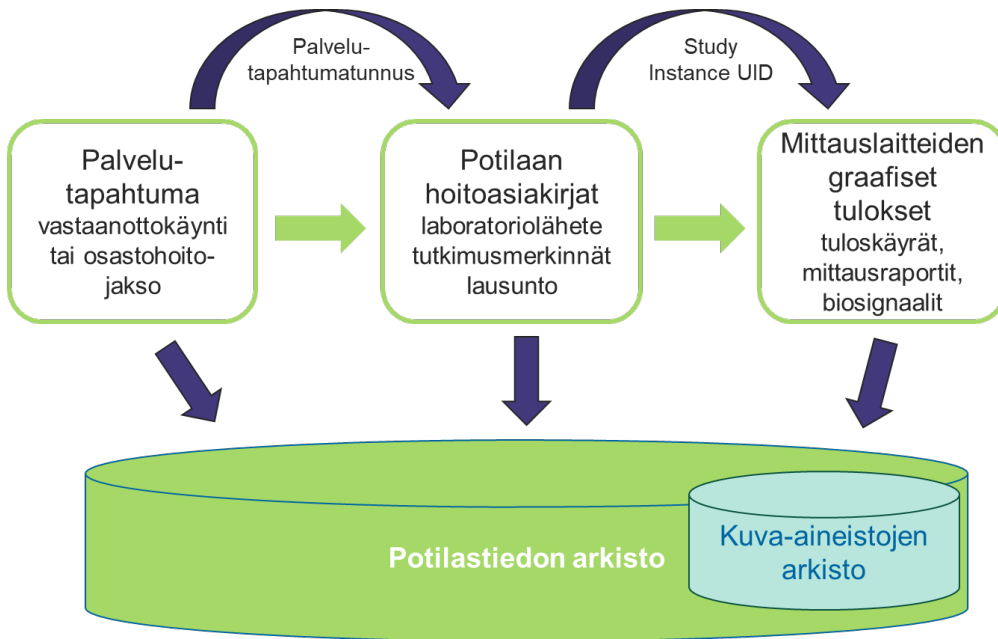 Palvelu-
tapahtumatunnus
Study
Instance UID
Palvelu-
tapahtuma
vastaanottokäynti
tai osastohoito-
jakso
Potilaan
hoitoasiakirjat
laboratoriolähete
tutkimusmerkinnät
lausunto
Mittauslaitteiden
graafiset
tulokset
tuloskäyrät,
mittausraportit,
biosignaalit
Potilastiedon arkisto
Kuva-aineistojen
arkisto